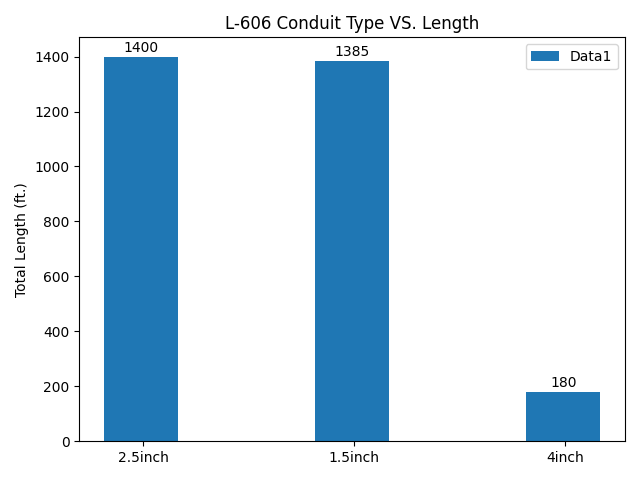 L-606 Conduit Type VS. Length
Total Length (ft.)
1400
1200
1000
800
600
400
200
0
1400
1385
180
Data1
2.5inch
1.5inch
4inch